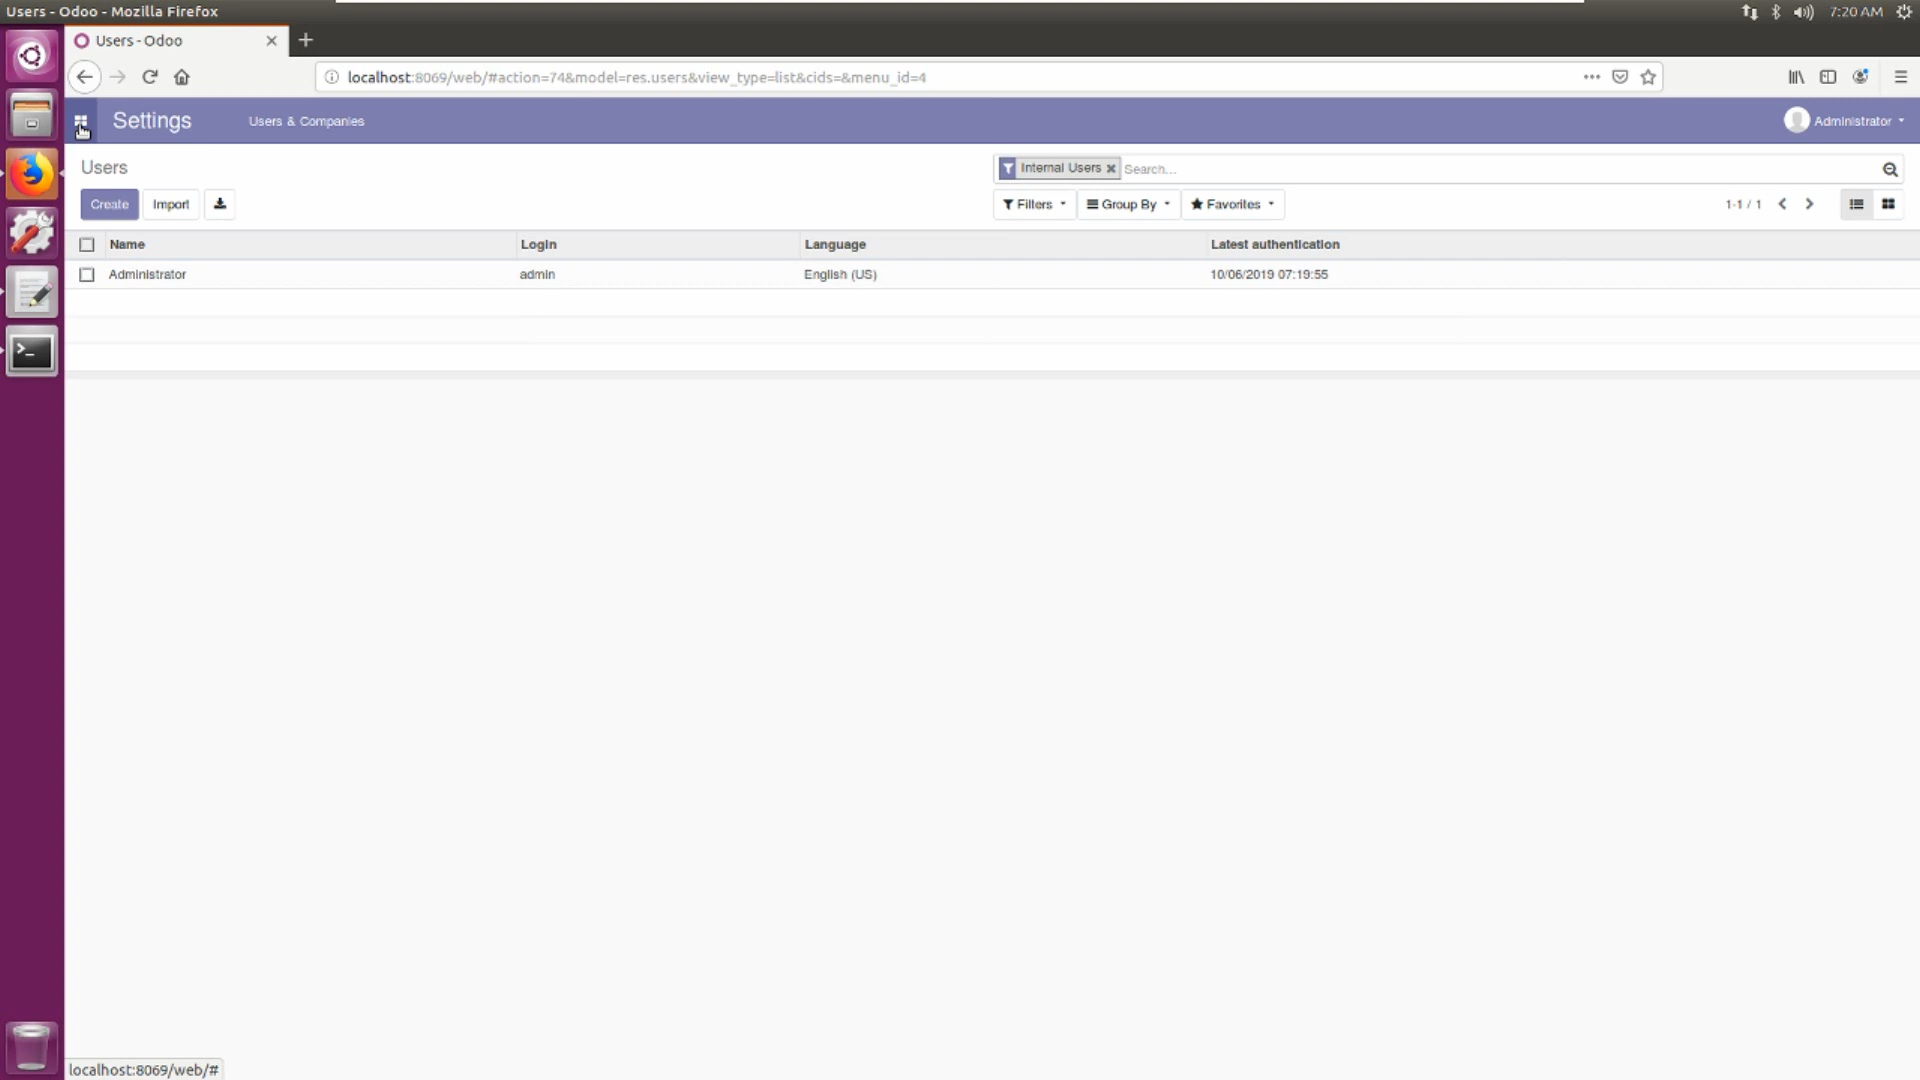 Users - Odoo - Mozilla Firefox
7:20 AM
Users - Odoo
localhost:8069/web/#action=74&model=res.users&view_type=list&cids=&menu_id=4
Settings
Users & Companies
Administrator
Users
Internal Users
Search...
Create
Import
Filters
Group By
Favorites
1-1 / 1
Name Login Language Latest authentication
Administrator admin English (US) 10/06/2019 07:19:55
localhost:8069/web/#